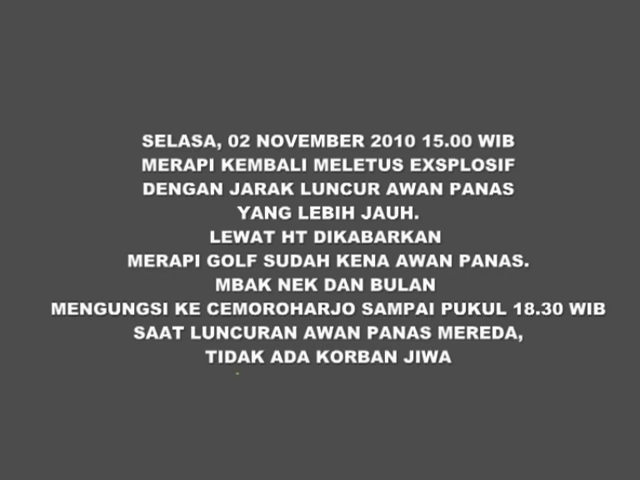 SELASA, 02 NOVEMBER 2010 15.00 WIB
MERAPI KEMBALI MELETUS EXSPLOSIF
DENGAN JARAK LUNCUR AWAN PANAS
YANG LEBIH JAUH.
LEWAT HT DIKABARKAN
MERAPI GOLF SUDAH KENA AWAN PANAS.
MBAK NEK DAN BULAN
MENGUNGSI KE CEMOROHARJO SAMPAI PUKUL 18.30 WIB
SAAT LUNCURAN AWAN PANAS MEREDA,
TIDAK ADA KORBAN JIWA